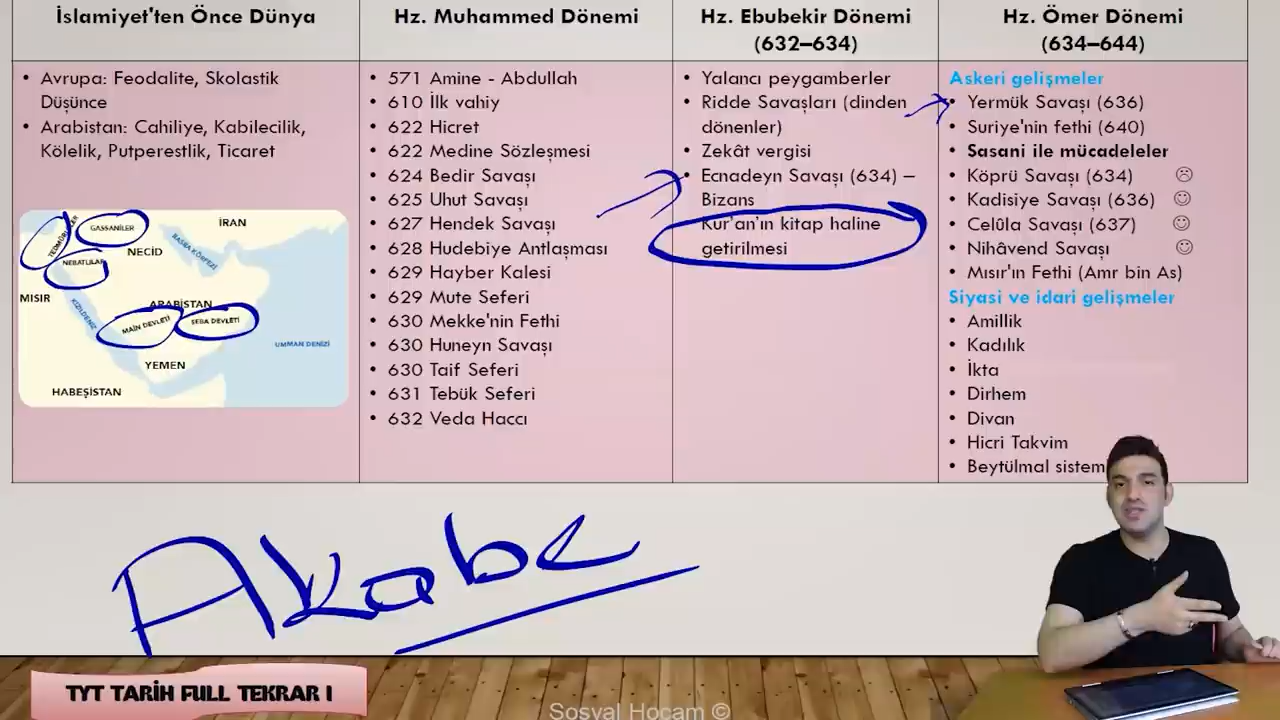 İslamiyet'ten Önce Dünya
Avrupa: Feodalite, Skolastik
Düşünce
Arabistan: Cahiliye, Kabilecilik,
Kölelik, Putperestlik, Ticaret
İRAN
GASSANİLER
NECİD
BASRA KÖRFEZİ
NEBATLILAR
MISIR
KIZILDENİZ
ARABİSTAN
MAİN DEVLETİ
SEBA DEVLETİ
UMMAN DENİZİ
YEMEN
HABEŞİSTAN
Hz. Muhammed Dönemi
571 Amine - Abdullah
610 İlk vahiy
622 Hicret
622 Medine Sözleşmesi
624 Bedir Savaşı
625 Uhut Savaşı
627 Hendek Savaşı
628 Hudebiye Antlaşması
629 Hayber Kalesi
629 Mute Seferi
630 Mekke'nin Fethi
630 Huneyn Savaşı
630 Taif Seferi
631 Tebük Seferi
632 Veda Haccı
Hz. Ebubekir Dönemi
(632–634)
Yalancı peygamberler
Ridde Savaşları (dinden
dönenler)
Zekât vergisi
Ecnadeyn Savaşı (634) –
Bizans
Kur'an'ın kitap haline
getirilmesi
Hz. Ömer Dönemi
(634–644)
Askeri gelişmeler
Yermük Savaşı (636)
Suriye'nin fethi (640)
Sasani ile mücadeleler
Köprü Savaşı (634)
Kadisiye Savaşı (636)
Celûla Savaşı (637)
Nihâvend Savaşı
Mısır'ın Fethi (Amr bin As)
Siyasi ve idari gelişmeler
Amillik
Kadılık
İkta
Dirhem
Divan
Hicri Takvim
Beytülmal sistem
Akabe
TYT TARİH FULL TEKRAR I
Sosyal Hocam ©